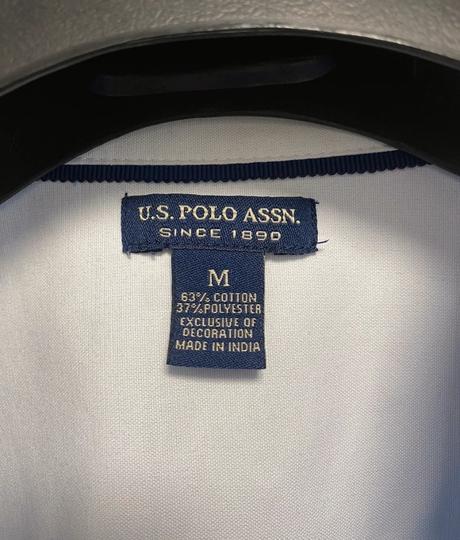 U.S. POLO ASSN.
SINCE 1890
M
63% COTTON
37% POLYESTER
EXCLUSIVE OF
DECORATION
MADE IN INDIA